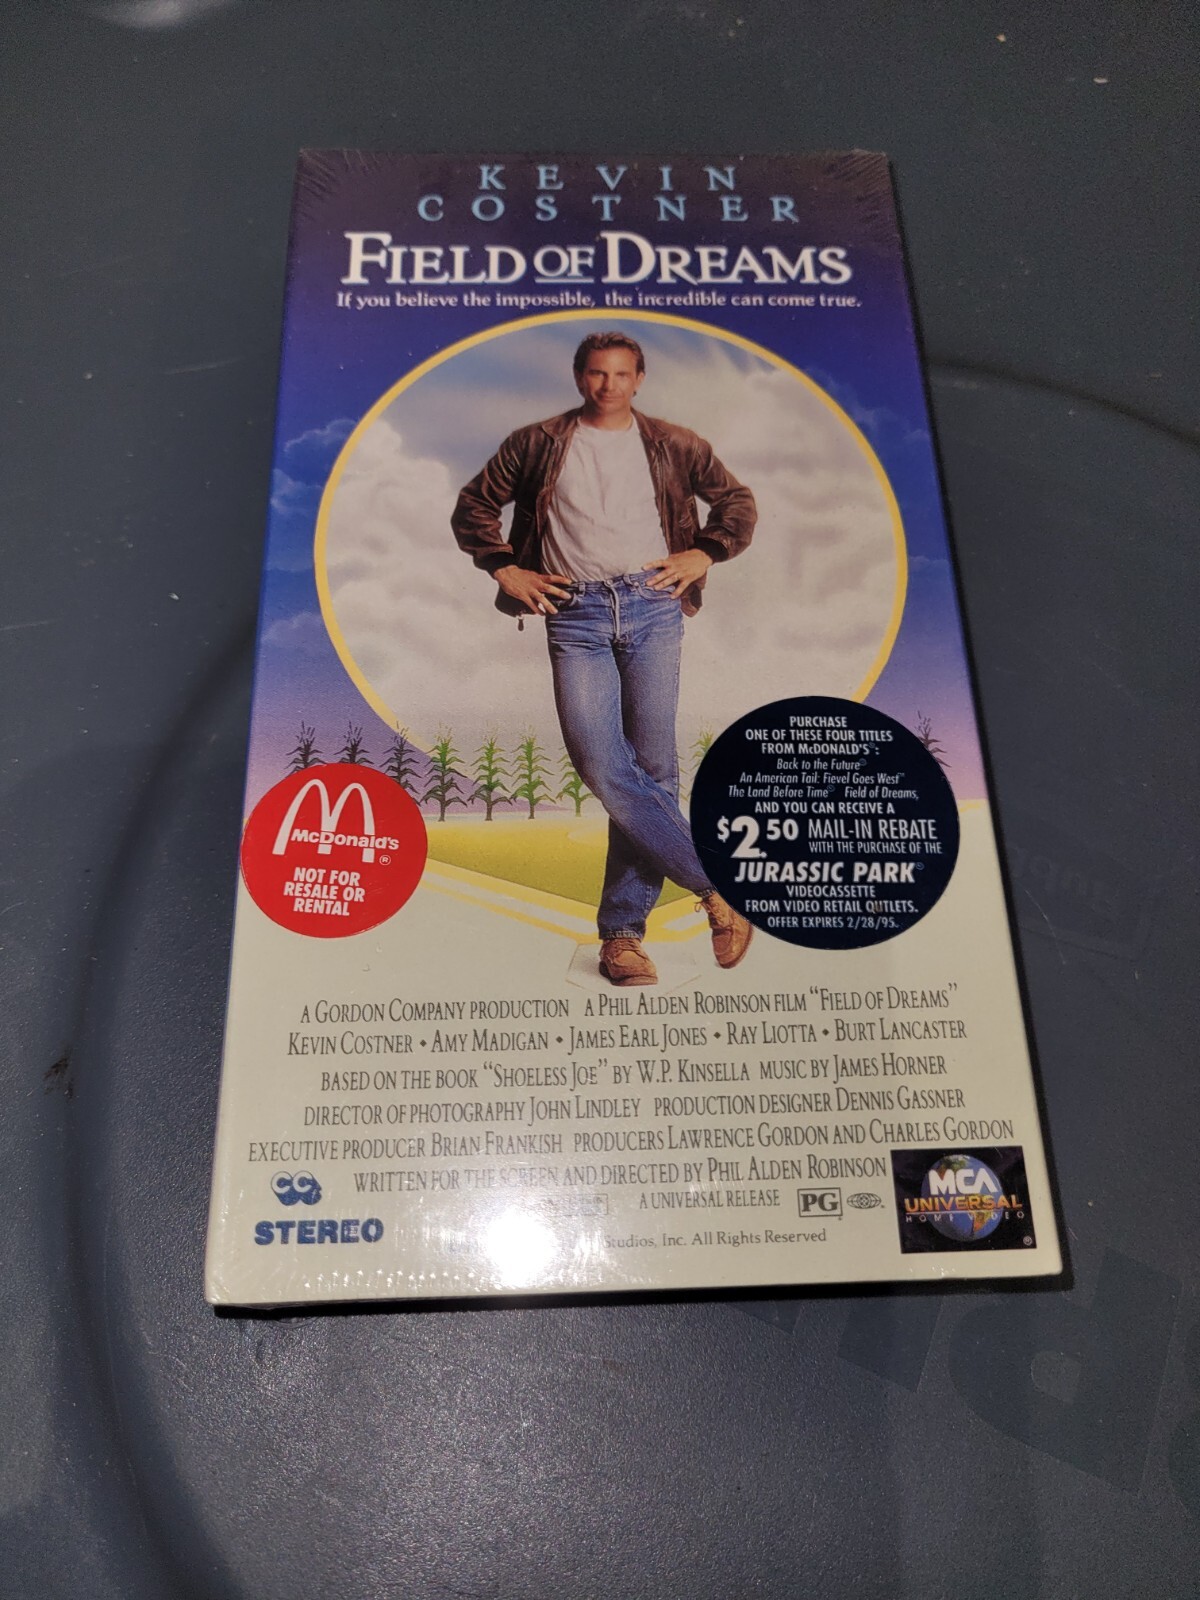 KEVIN
COSTNER
FIELD OF DREAMS
If you believe the impossible, the incredible can come true.
PURCHASE
ONE OF THESE FOUR TITLES
FROM McDONALD'S®:
Back to the Future®
An American Tail: Fievel Goes West™
The Land Before Time® Field of Dreams,
AND YOU CAN RECEIVE A
$2.50 MAIL-IN REBATE
WITH THE PURCHASE OF THE
JURASSIC PARK®
VIDEOCASSETTE
FROM VIDEO RETAIL OUTLETS.
OFFER EXPIRES 2/28/95.
McDonald's
®
NOT FOR
RESALE OR
RENTAL
A GORDON COMPANY PRODUCTION A PHIL ALDEN ROBINSON FILM "FIELD OF DREAMS"
KEVIN COSTNER • AMY MADIGAN • JAMES EARL JONES • RAY LIOTTA • BURT LANCASTER
BASED ON THE BOOK "SHOELESS JOE" BY W.P. KINSELLA MUSIC BY JAMES HORNER
DIRECTOR OF PHOTOGRAPHY JOHN LINDLEY PRODUCTION DESIGNER DENNIS GASSNER
EXECUTIVE PRODUCER BRIAN FRANKISH PRODUCERS LAWRENCE GORDON AND CHARLES GORDON
WRITTEN FOR THE SCREEN AND DIRECTED BY PHIL ALDEN ROBINSON
CC
STEREO
A UNIVERSAL RELEASE PG
Studios, Inc. All Rights Reserved
MCA
UNIVERSAL
HOME VIDEO
®